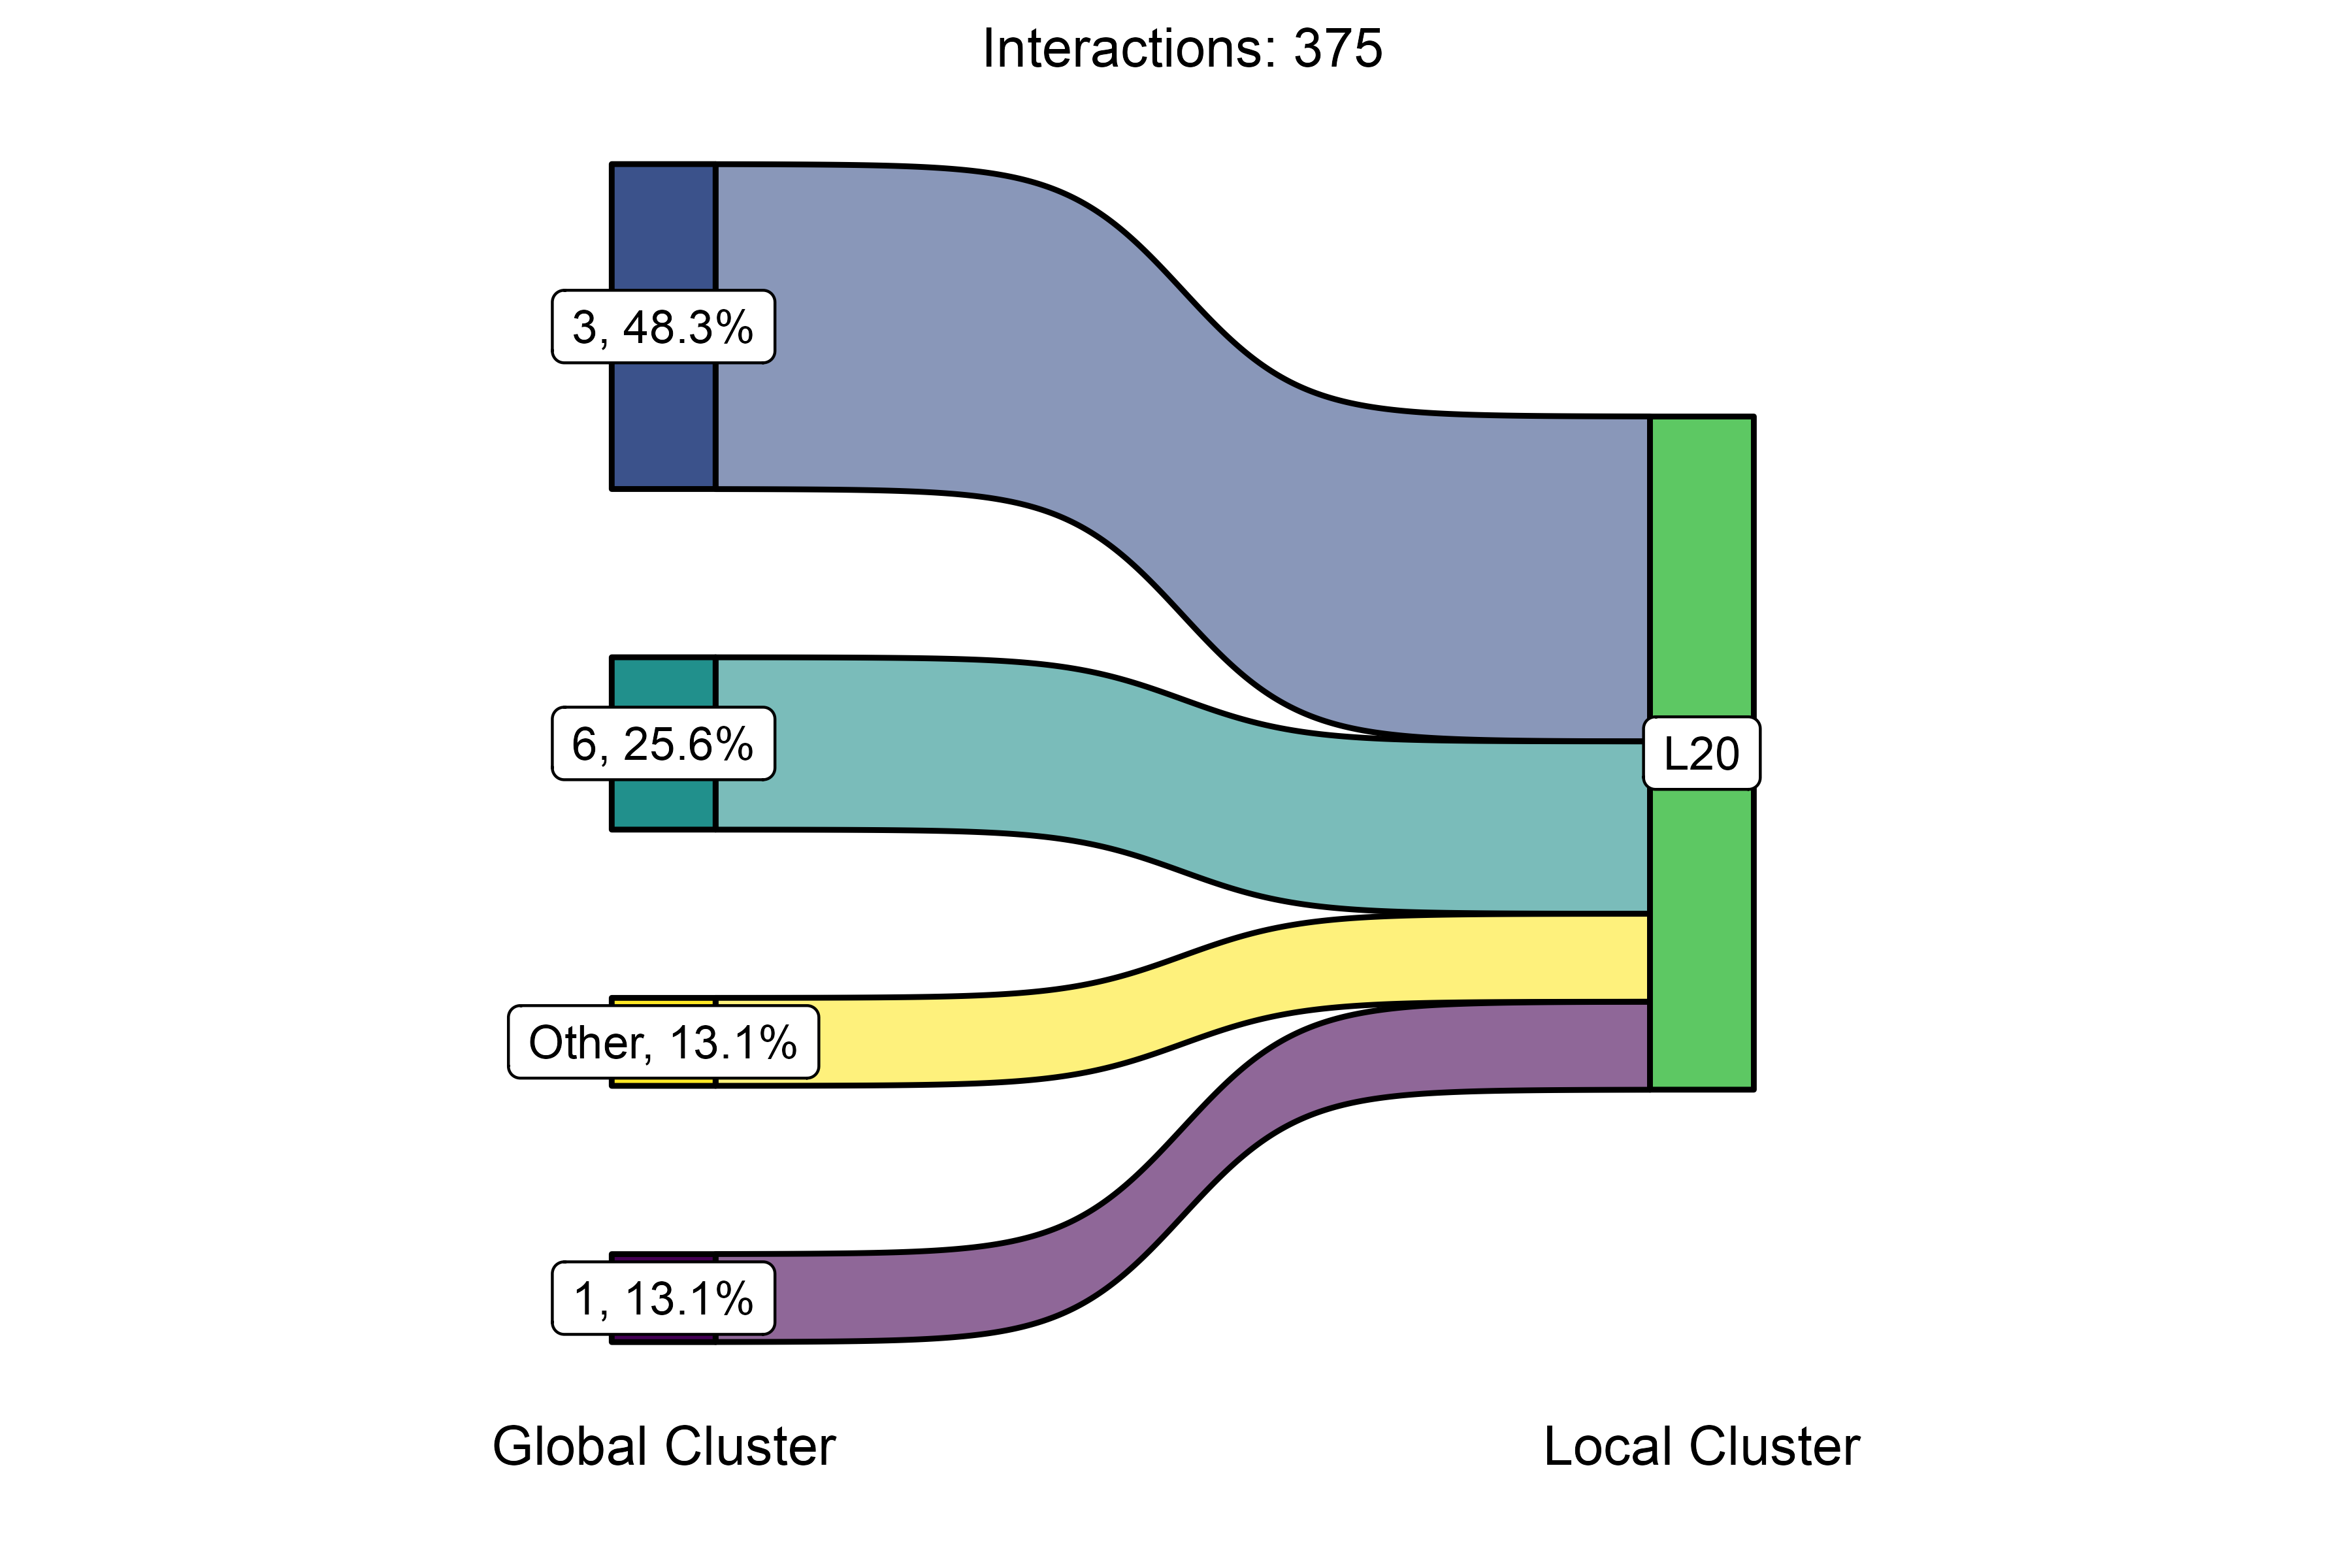 Interactions: 375
3, 48.3%
6, 25.6%
L20
Other, 13.1%
1, 13.1%
Global Cluster
Local Cluster